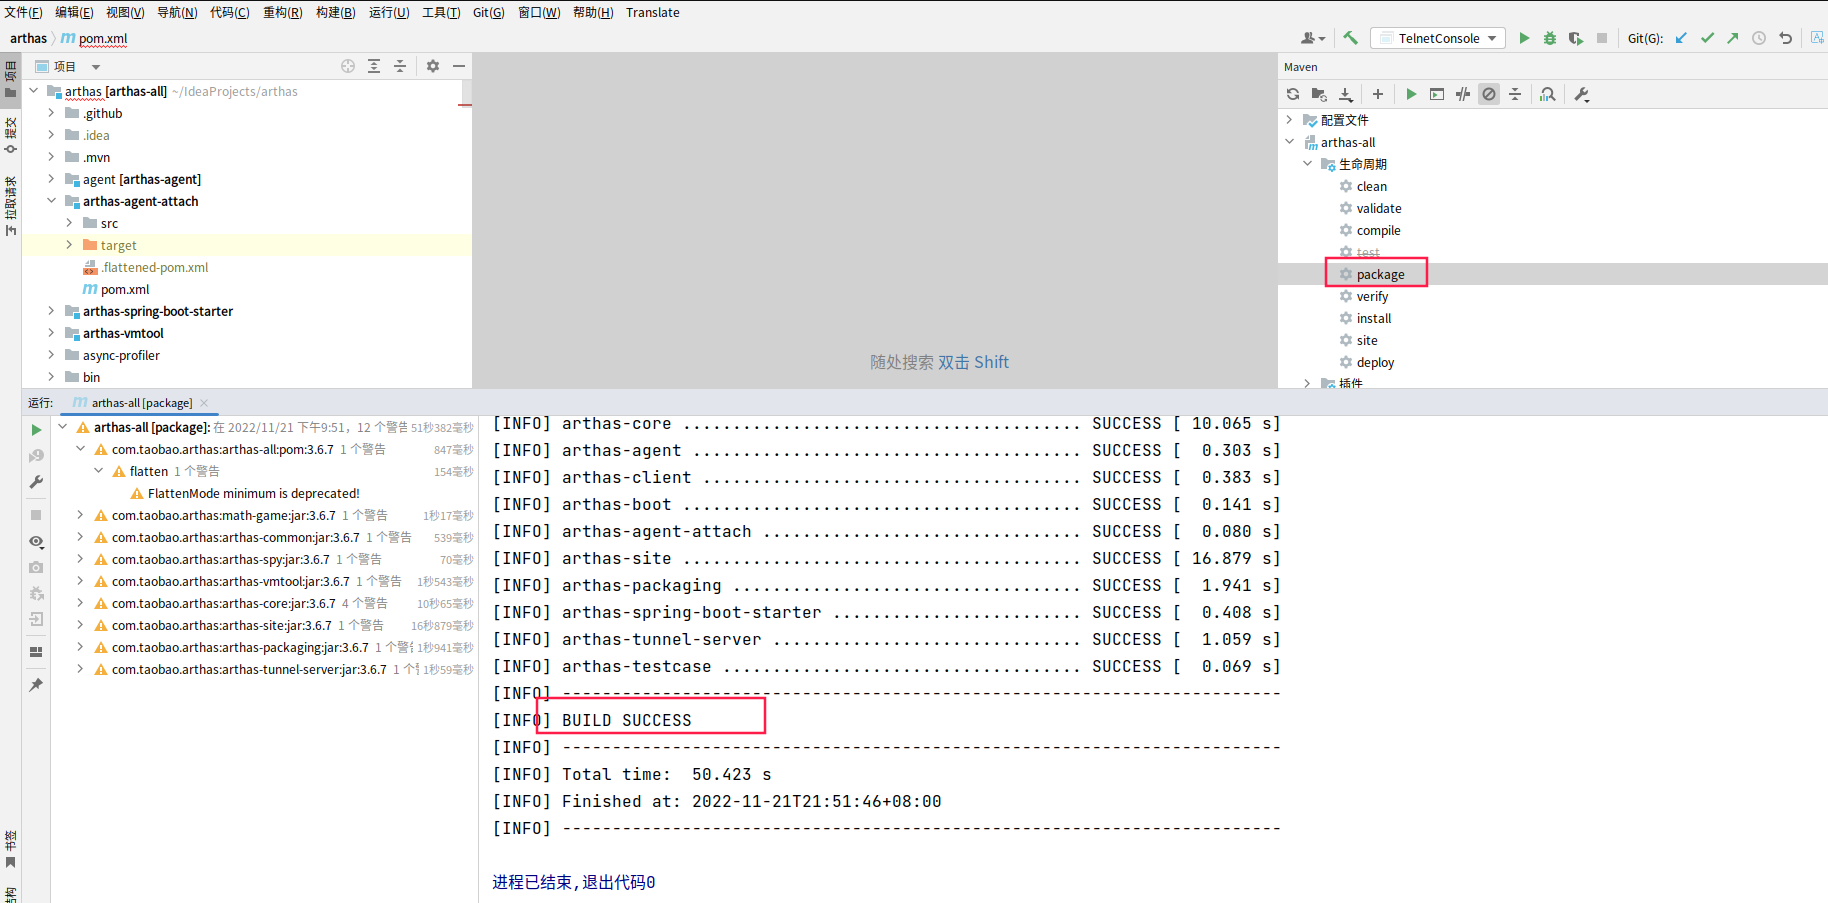 文件(F) 编辑(E) 视图(V) 导航(N) 代码(C) 重构(R) 构建(B) 运行(U) 工具(T) Git(G) 窗口(W) 帮助(H) Translate
arthas pom.xml
TelnetConsole
Git(G):
项目
提交
拉取请求
书签
结构
项目
arthas [arthas-all] ~/IdeaProjects/arthas
.github
.idea
.mvn
agent [arthas-agent]
arthas-agent-attach
src
target
.flattened-pom.xml
pom.xml
arthas-spring-boot-starter
arthas-vmtool
async-profiler
bin
随处搜索 双击 Shift
Maven
配置文件
arthas-all
生命周期
clean
validate
compile
test
package
verify
install
site
deploy
插件
运行: arthas-all [package]
arthas-all [package]: 在 2022/11/21 下午9:51，12 个警告 51秒382毫秒
com.taobao.arthas:arthas-all:pom:3.6.7 1 个警告 847毫秒
flatten 1 个警告 154毫秒
FlattenMode minimum is deprecated!
com.taobao.arthas:math-game:jar:3.6.7 1 个警告 1秒17毫秒
com.taobao.arthas:arthas-common:jar:3.6.7 1 个警告 539毫秒
com.taobao.arthas:arthas-spy:jar:3.6.7 1 个警告 70毫秒
com.taobao.arthas:arthas-vmtool:jar:3.6.7 1 个警告 1秒543毫秒
com.taobao.arthas:arthas-core:jar:3.6.7 4 个警告 10秒65毫秒
com.taobao.arthas:arthas-site:jar:3.6.7 1 个警告 16秒879毫秒
com.taobao.arthas:arthas-packaging:jar:3.6.7 1 个警 1秒941毫秒
com.taobao.arthas:arthas-tunnel-server:jar:3.6.7 1 个 1秒59毫秒
[INFO] arthas-core ........................................ SUCCESS [ 10.065 s]
[INFO] arthas-agent ....................................... SUCCESS [  0.303 s]
[INFO] arthas-client ...................................... SUCCESS [  0.383 s]
[INFO] arthas-boot ........................................ SUCCESS [  0.141 s]
[INFO] arthas-agent-attach ................................ SUCCESS [  0.080 s]
[INFO] arthas-site ........................................ SUCCESS [ 16.879 s]
[INFO] arthas-packaging ................................... SUCCESS [  1.941 s]
[INFO] arthas-spring-boot-starter ......................... SUCCESS [  0.408 s]
[INFO] arthas-tunnel-server ............................... SUCCESS [  1.059 s]
[INFO] arthas-testcase .................................... SUCCESS [  0.069 s]
[INFO] ------------------------------------------------------------------------
[INFO] BUILD SUCCESS
[INFO] ------------------------------------------------------------------------
[INFO] Total time:  50.423 s
[INFO] Finished at: 2022-11-21T21:51:46+08:00
[INFO] ------------------------------------------------------------------------
进程已结束,退出代码0